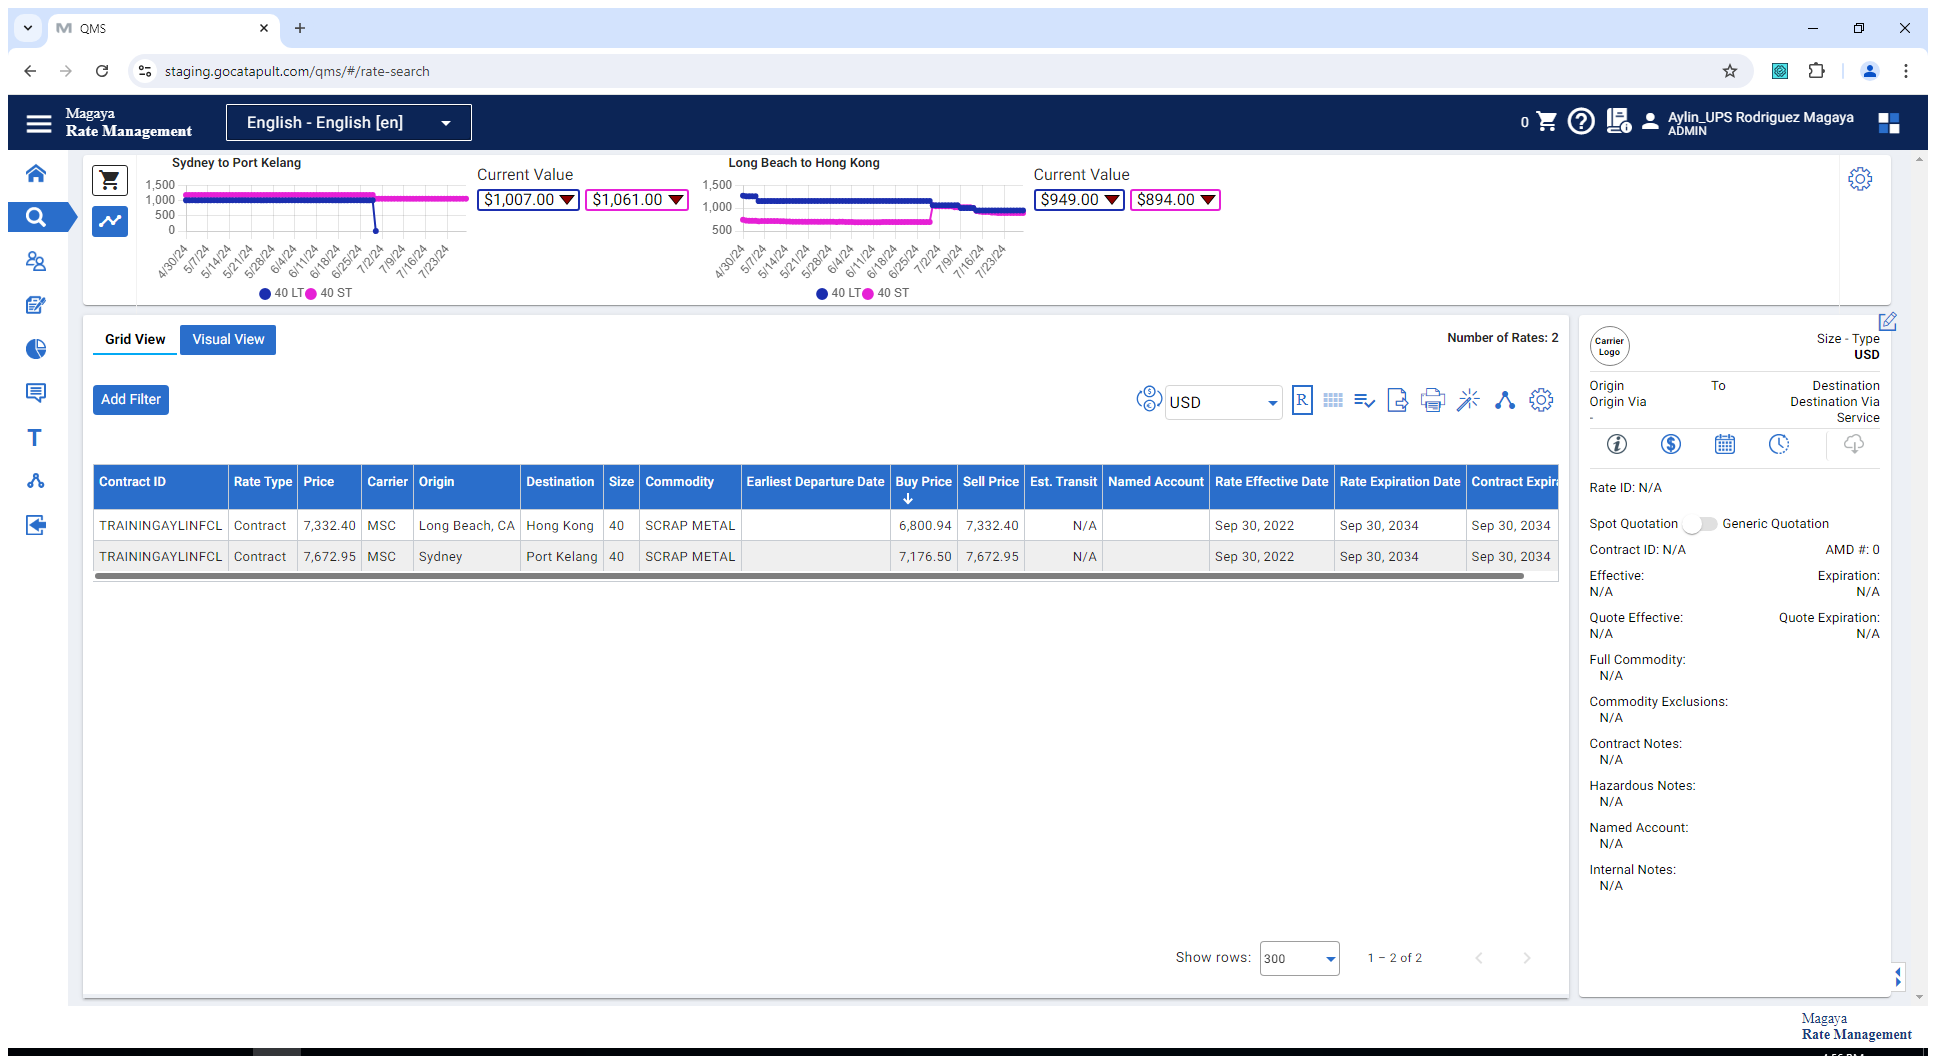 QMS
staging.gocatapult.com/qms/#/rate-search
Magaya
Rate Management
English - English [en]
0
Aylin_UPS Rodriguez Magaya
ADMIN
Sydney to Port Kelang
1,500
1,000
500
0
4/30/24 5/7/24 5/14/24 5/21/24 5/28/24 6/4/24 6/11/24 6/18/24 6/25/24 7/2/24 7/9/24 7/16/24 7/23/24
40 LT 40 ST
Current Value
$1,007.00 $1,061.00
Long Beach to Hong Kong
1,500
1,000
500
4/30/24 5/7/24 5/14/24 5/21/24 5/28/24 6/4/24 6/11/24 6/18/24 6/25/24 7/2/24 7/9/24 7/16/24 7/23/24
40 LT 40 ST
Current Value
$949.00 $894.00
Grid View Visual View Number of Rates: 2
Add Filter
USD
R
Contract ID Rate Type Price Carrier Origin Destination Size Commodity Earliest Departure Date Buy Price Sell Price Est. Transit Named Account Rate Effective Date Rate Expiration Date Contract Expira
TRAININGAYLINFCL Contract 7,332.40 MSC Long Beach, CA Hong Kong 40 SCRAP METAL 6,800.94 7,332.40 N/A Sep 30, 2022 Sep 30, 2034 Sep 30, 2034
TRAININGAYLINFCL Contract 7,672.95 MSC Sydney Port Kelang 40 SCRAP METAL 7,176.50 7,672.95 N/A Sep 30, 2022 Sep 30, 2034 Sep 30, 2034
Show rows: 300 1 – 2 of 2
Carrier
Logo
Size - Type
USD
Origin To Destination
Origin Via Destination Via
- Service
Rate ID: N/A
Spot Quotation Generic Quotation
Contract ID: N/A AMD #: 0
Effective: Expiration:
N/A N/A
Quote Effective: Quote Expiration:
N/A N/A
Full Commodity:
N/A
Commodity Exclusions:
N/A
Contract Notes:
N/A
Hazardous Notes:
N/A
Named Account:
N/A
Internal Notes:
N/A
Magaya
Rate Management